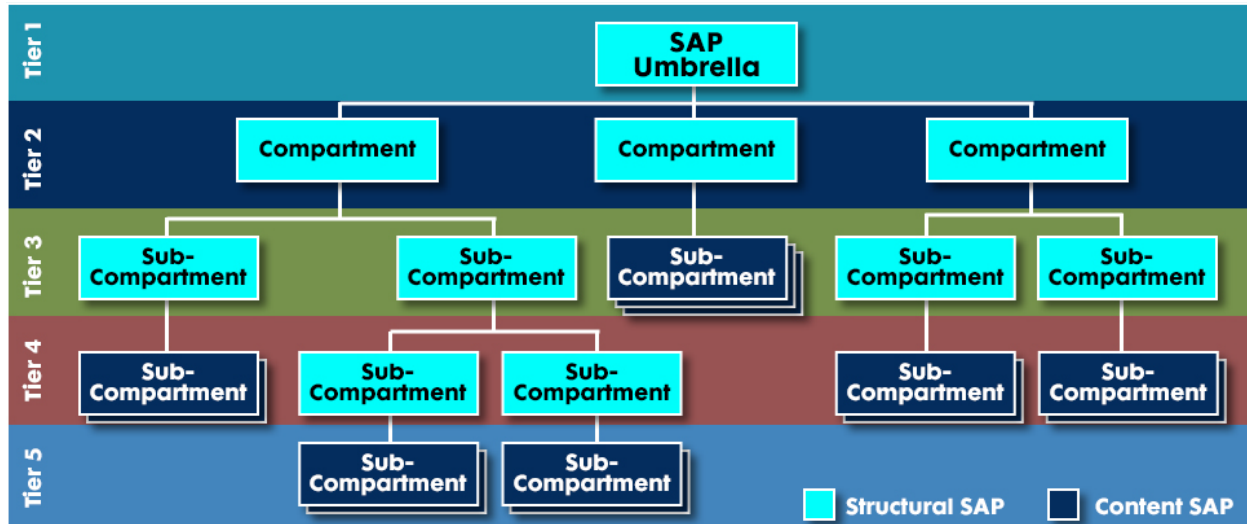 Tier 1
SAP
Umbrella
Tier 2
Compartment
Compartment
Compartment
Tier 3
Sub-
Compartment
Sub-
Compartment
Sub-
Compartment
Sub-
Compartment
Sub-
Compartment
Tier 4
Sub-
Compartment
Sub-
Compartment
Sub-
Compartment
Sub-
Compartment
Sub-
Compartment
Tier 5
Sub-
Compartment
Sub-
Compartment
Structural SAP
Content SAP